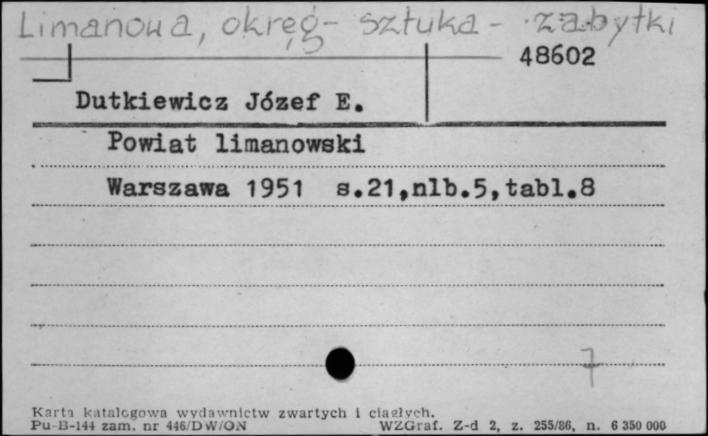 Limanowa, okręg - sztuka - zabytki
48602
Dutkiewicz Józef E.
Powiat limanowski
Warszawa 1951 s.21,nlb.5,tabl.8
7
Karta katalogowa wydawnictw zwartych i ciągłych.
Pu-B-144 zam. nr 446/DW/ON WZGraf. Z-d 2, z. 255/86, n. 6 350 000